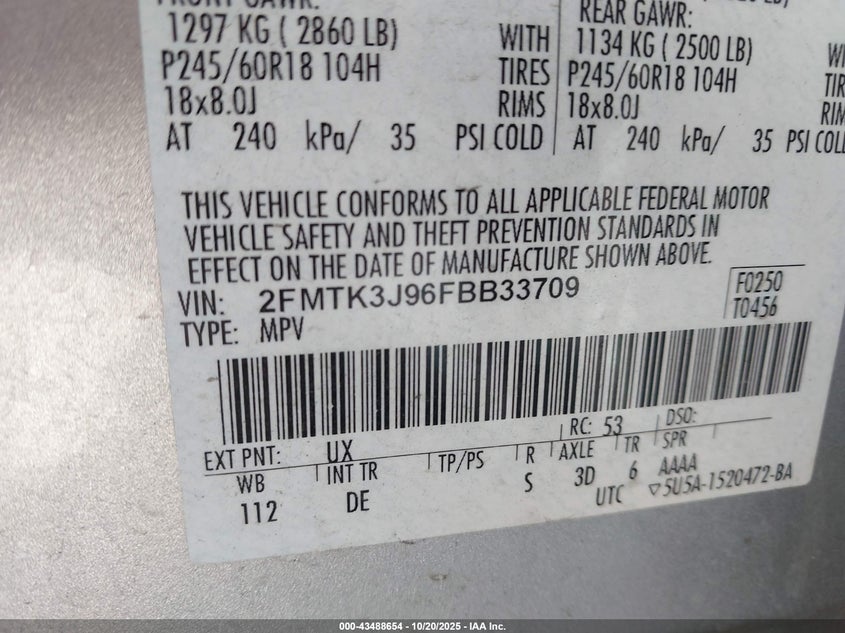 FRONT GAWR:
1297 KG ( 2860 LB)
P245/60R18 104H
18x8.0J
AT 240 kPa/ 35 PSI COLD
WITH
TIRES
RIMS
REAR GAWR:
1134 KG ( 2500 LB)
P245/60R18 104H
18x8.0J
AT 240 kPa/ 35 PSI COLD
THIS VEHICLE CONFORMS TO ALL APPLICABLE FEDERAL MOTOR
VEHICLE SAFETY AND THEFT PREVENTION STANDARDS IN
EFFECT ON THE DATE OF MANUFACTURE SHOWN ABOVE.
VIN: 2FMTK3J96FBB33709
F0250
TYPE: MPV
T0456
EXT PNT: UX RC: 53 DSO:
WB INT TR TP/PS R AXLE TR SPR
112 DE S 3D 6 AAAA
UTC ▽5U5A-1520472-BA
000-43488654 - 10/20/2025 - IAA Inc.